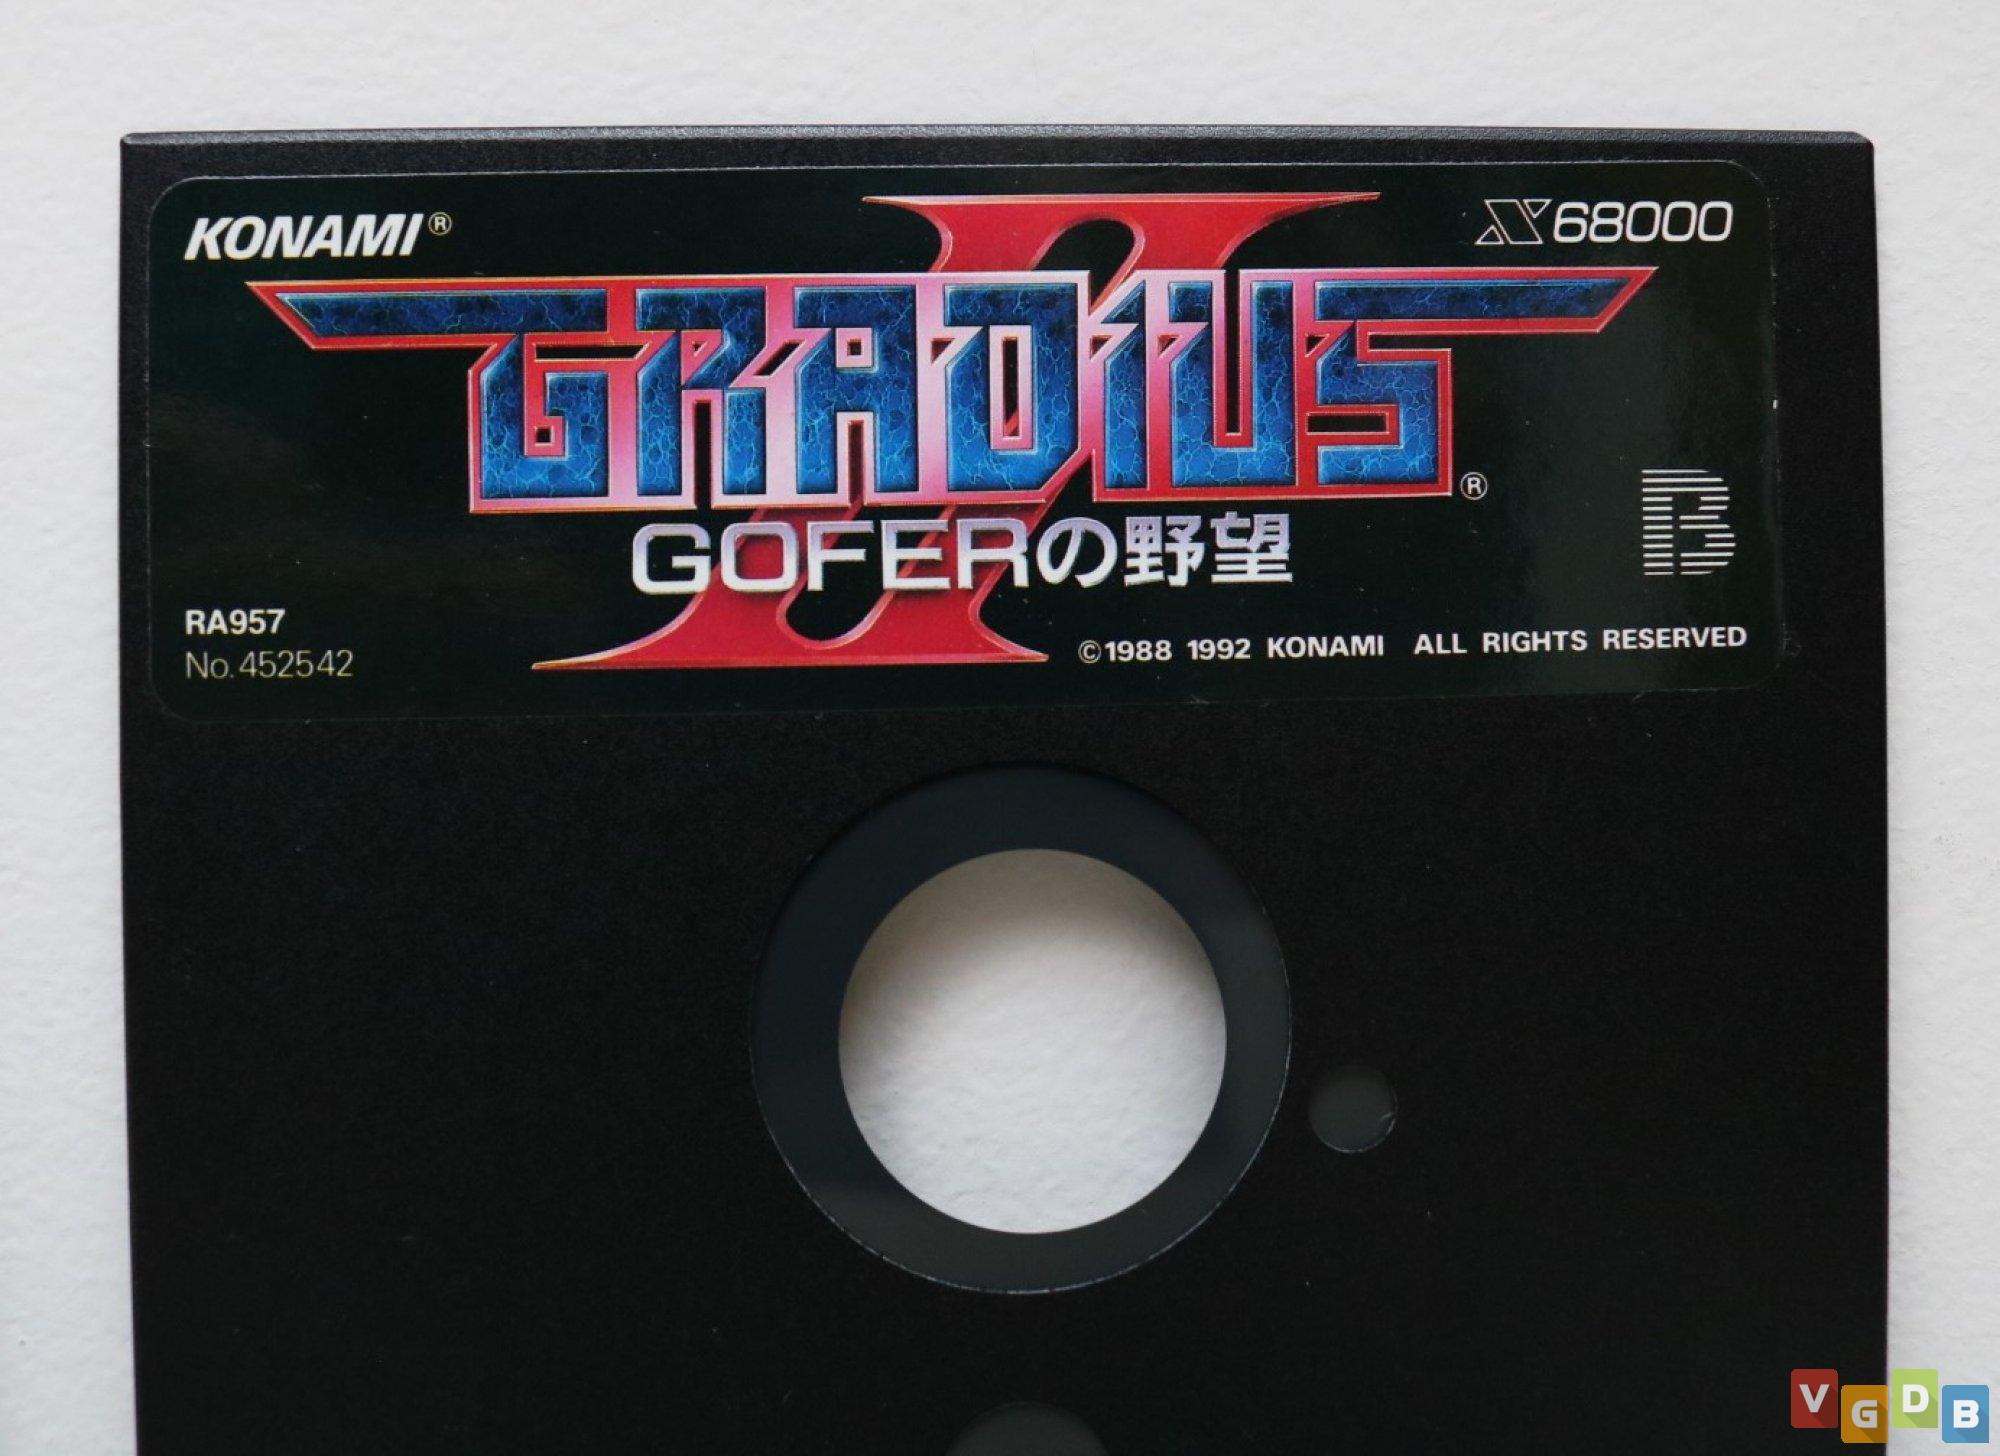 KONAMI®
X68000
GRADIUS II®
GOFERの野望
B
RA957
No.452542
©1988 1992 KONAMI ALL RIGHTS RESERVED
VGDB